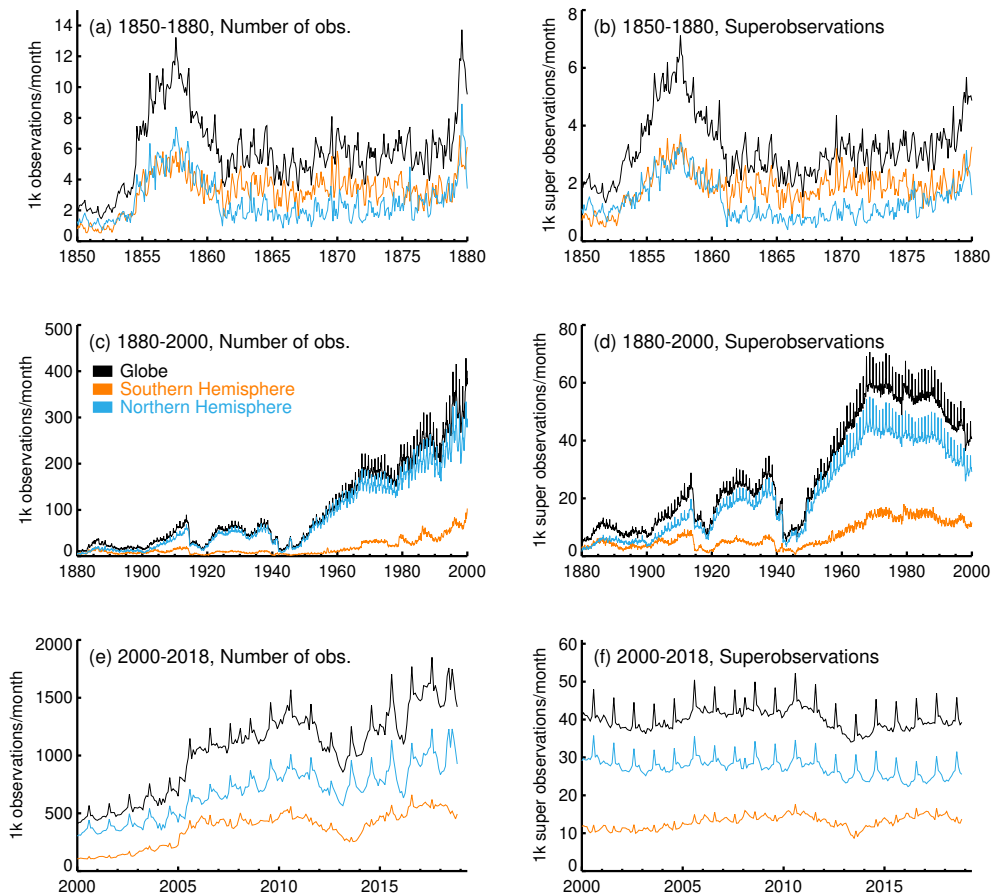 (a) 1850-1880, Number of obs.
1k observations/month
14
12
10
8
6
4
2
0
1850 1855 1860 1865 1870 1875 1880
(b) 1850-1880, Superobservations
1k super observations/month
8
6
4
2
0
1850 1855 1860 1865 1870 1875 1880
(c) 1880-2000, Number of obs.
Globe
Southern Hemisphere
Northern Hemisphere
1k observations/month
500
400
300
200
100
0
1880 1900 1920 1940 1960 1980 2000
(d) 1880-2000, Superobservations
1k super observations/month
80
60
40
20
0
1880 1900 1920 1940 1960 1980 2000
(e) 2000-2018, Number of obs.
1k observations/month
2000
1500
1000
500
0
2000 2005 2010 2015
(f) 2000-2018, Superobservations
1k super observations/month
60
50
40
30
20
10
0
2000 2005 2010 2015